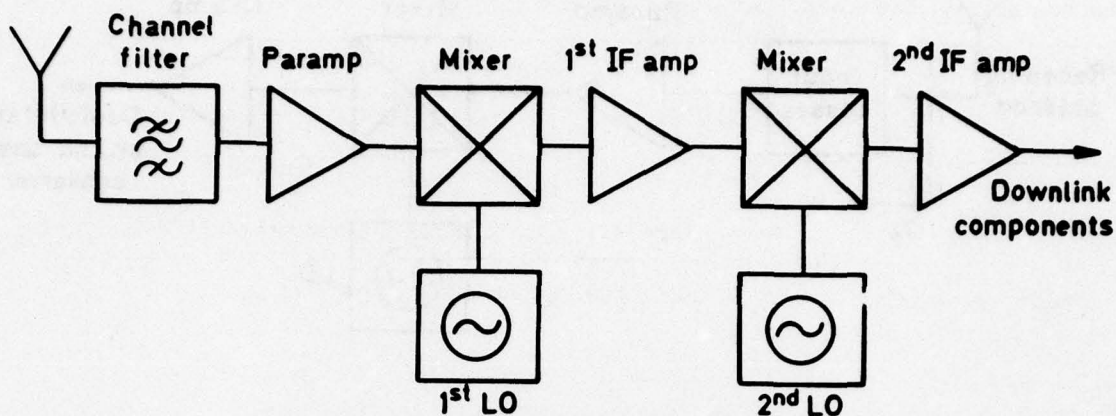 Channel
filter
Paramp
Mixer
1st IF amp
Mixer
2nd IF amp
Downlink
components
1st LO
2nd LO